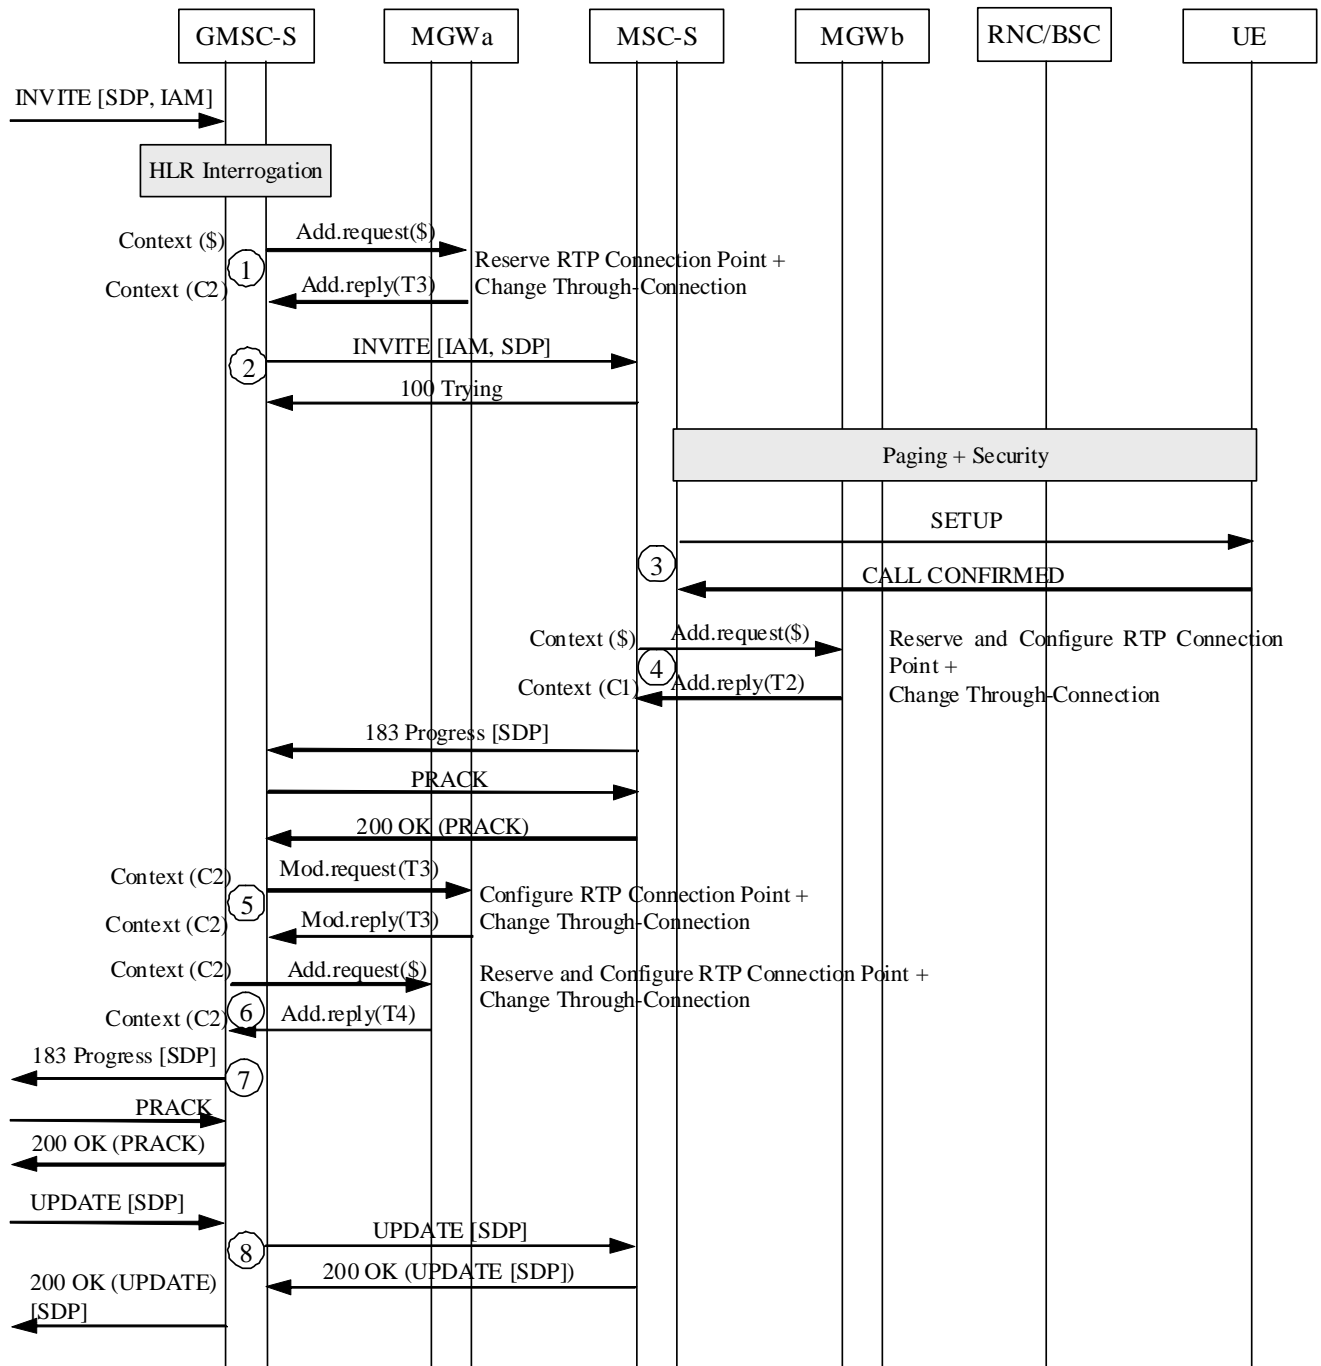 GMSC-S
MGWa
MSC-S
MGWb
RNC/BSC
UE
INVITE [SDP, IAM]
HLR Interrogation
Context ($)
Add.request($)
1
Reserve RTP Connection Point +
Change Through-Connection
Context (C2)
Add.reply(T3)
2
INVITE [IAM, SDP]
100 Trying
Paging + Security
SETUP
3
CALL CONFIRMED
Context ($)
Add.request($)
Reserve and Configure RTP Connection
Point +
Change Through-Connection
4
Context (C1)
Add.reply(T2)
183 Progress [SDP]
PRACK
200 OK (PRACK)
Context (C2)
Mod.request(T3)
5
Configure RTP Connection Point +
Change Through-Connection
Context (C2)
Mod.reply(T3)
Context (C2)
Add.request($)
Reserve and Configure RTP Connection Point +
Change Through-Connection
6
Context (C2)
Add.reply(T4)
183 Progress [SDP]
7
PRACK
200 OK (PRACK)
UPDATE [SDP]
8
UPDATE [SDP]
200 OK (UPDATE [SDP])
200 OK (UPDATE)
[SDP]